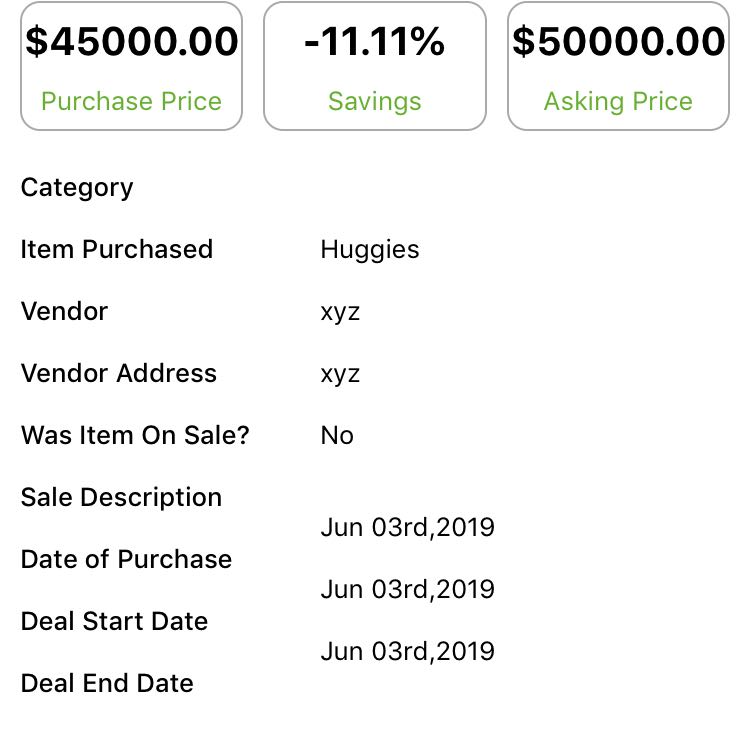 $45000.00 -11.11% $50000.00
Purchase Price Savings Asking Price
Category
Item Purchased Huggies
Vendor xyz
Vendor Address xyz
Was Item On Sale? No
Sale Description
Jun 03rd,2019
Date of Purchase
Jun 03rd,2019
Deal Start Date
Jun 03rd,2019
Deal End Date